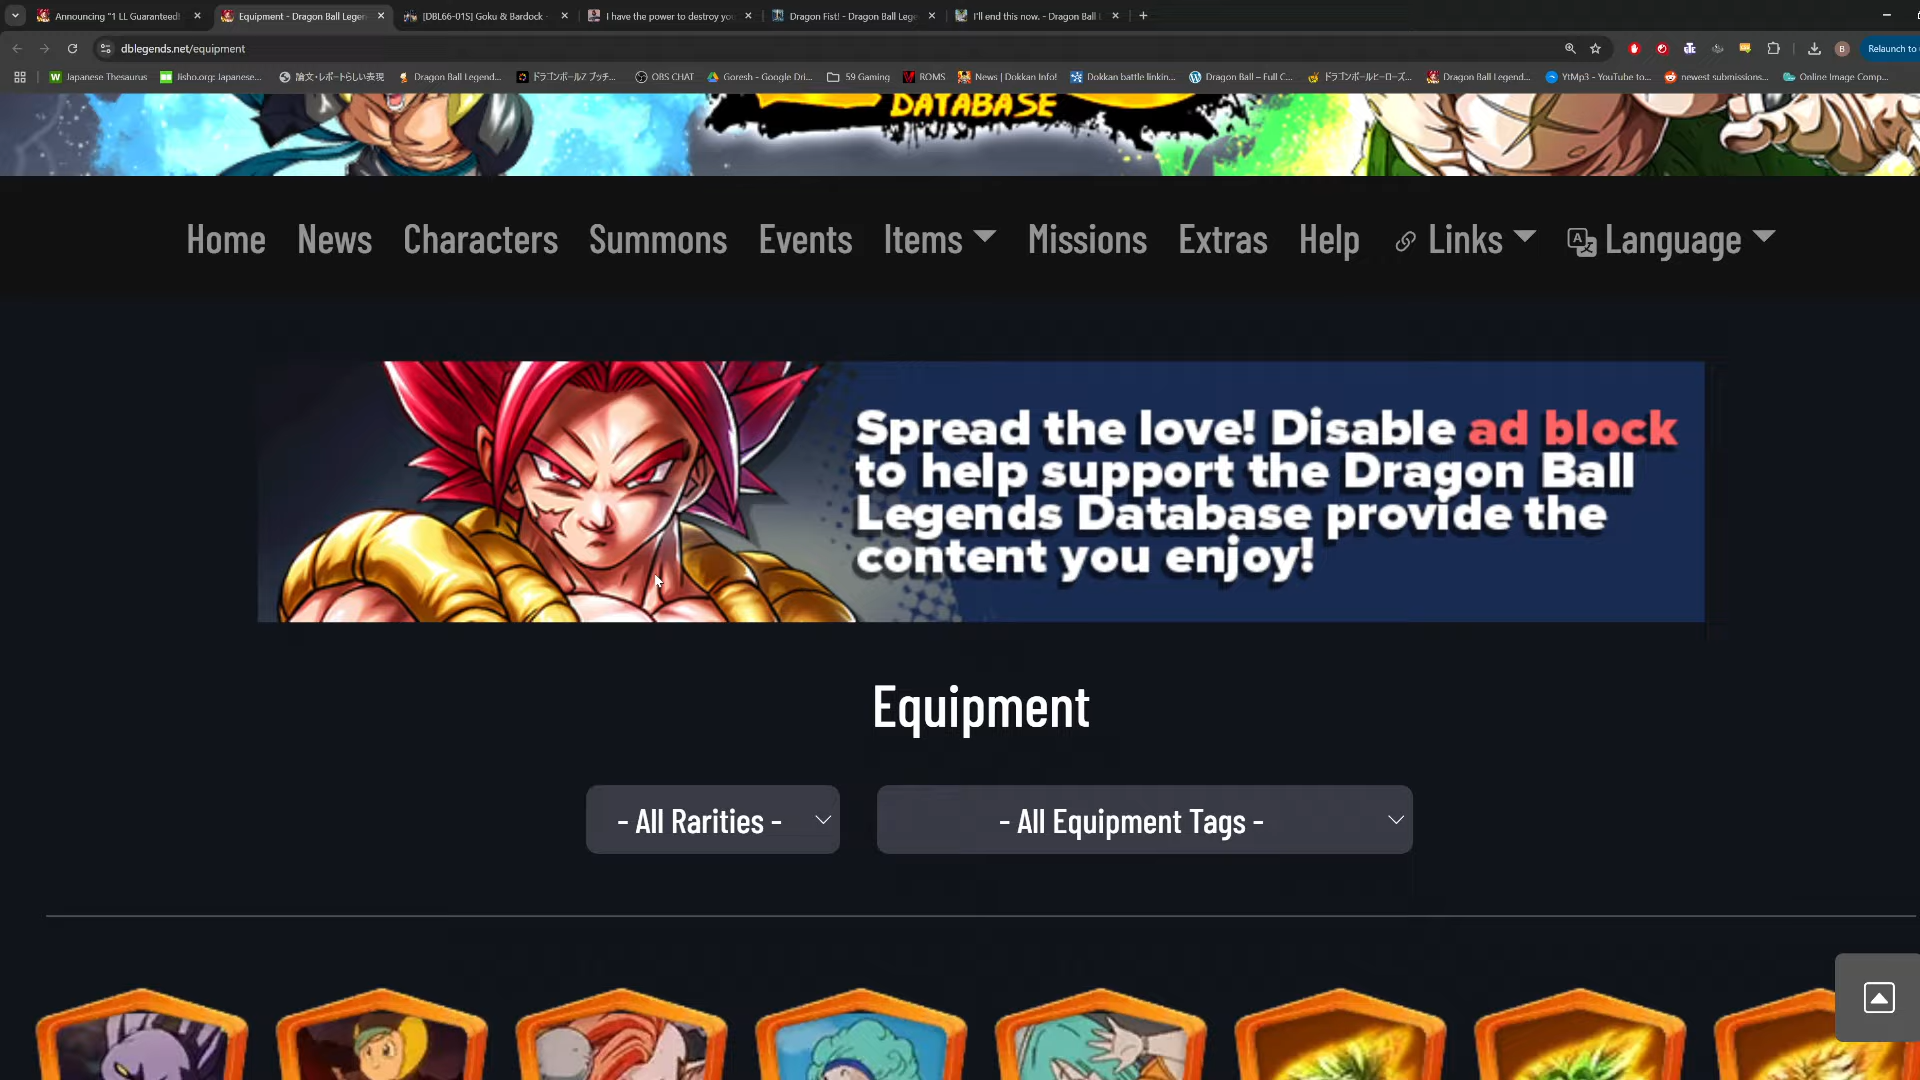 Announcing "1 LL Guaranteed!
Equipment - Dragon Ball Legen
[DBL66-01S] Goku & Bardock -
I have the power to destroy yo
Dragon Fist! - Dragon Ball Lege
I'll end this now. - Dragon Ball
dblegends.net/equipment
B
Relaunch to
Japanese Thesaurus
Jisho.org: Japanese...
論文・レポートらしい表現
Dragon Ball Legend...
ドラゴンボールZ ブッチ...
OBS CHAT
Goresh - Google Dri...
59 Gaming
ROMS
News | Dokkan Info!
Dokkan battle linkin...
Dragon Ball – Full C...
ドラゴンボールヒーローズ...
Dragon Ball Legend...
YtMp3 - YouTube to...
newest submissions...
Online Image Comp...
DATABASE
Home
News
Characters
Summons
Events
Items
Missions
Extras
Help
Links
Language
Spread the love! Disable ad block
to help support the Dragon Ball
Legends Database provide the
content you enjoy!
Equipment
- All Rarities -
- All Equipment Tags -